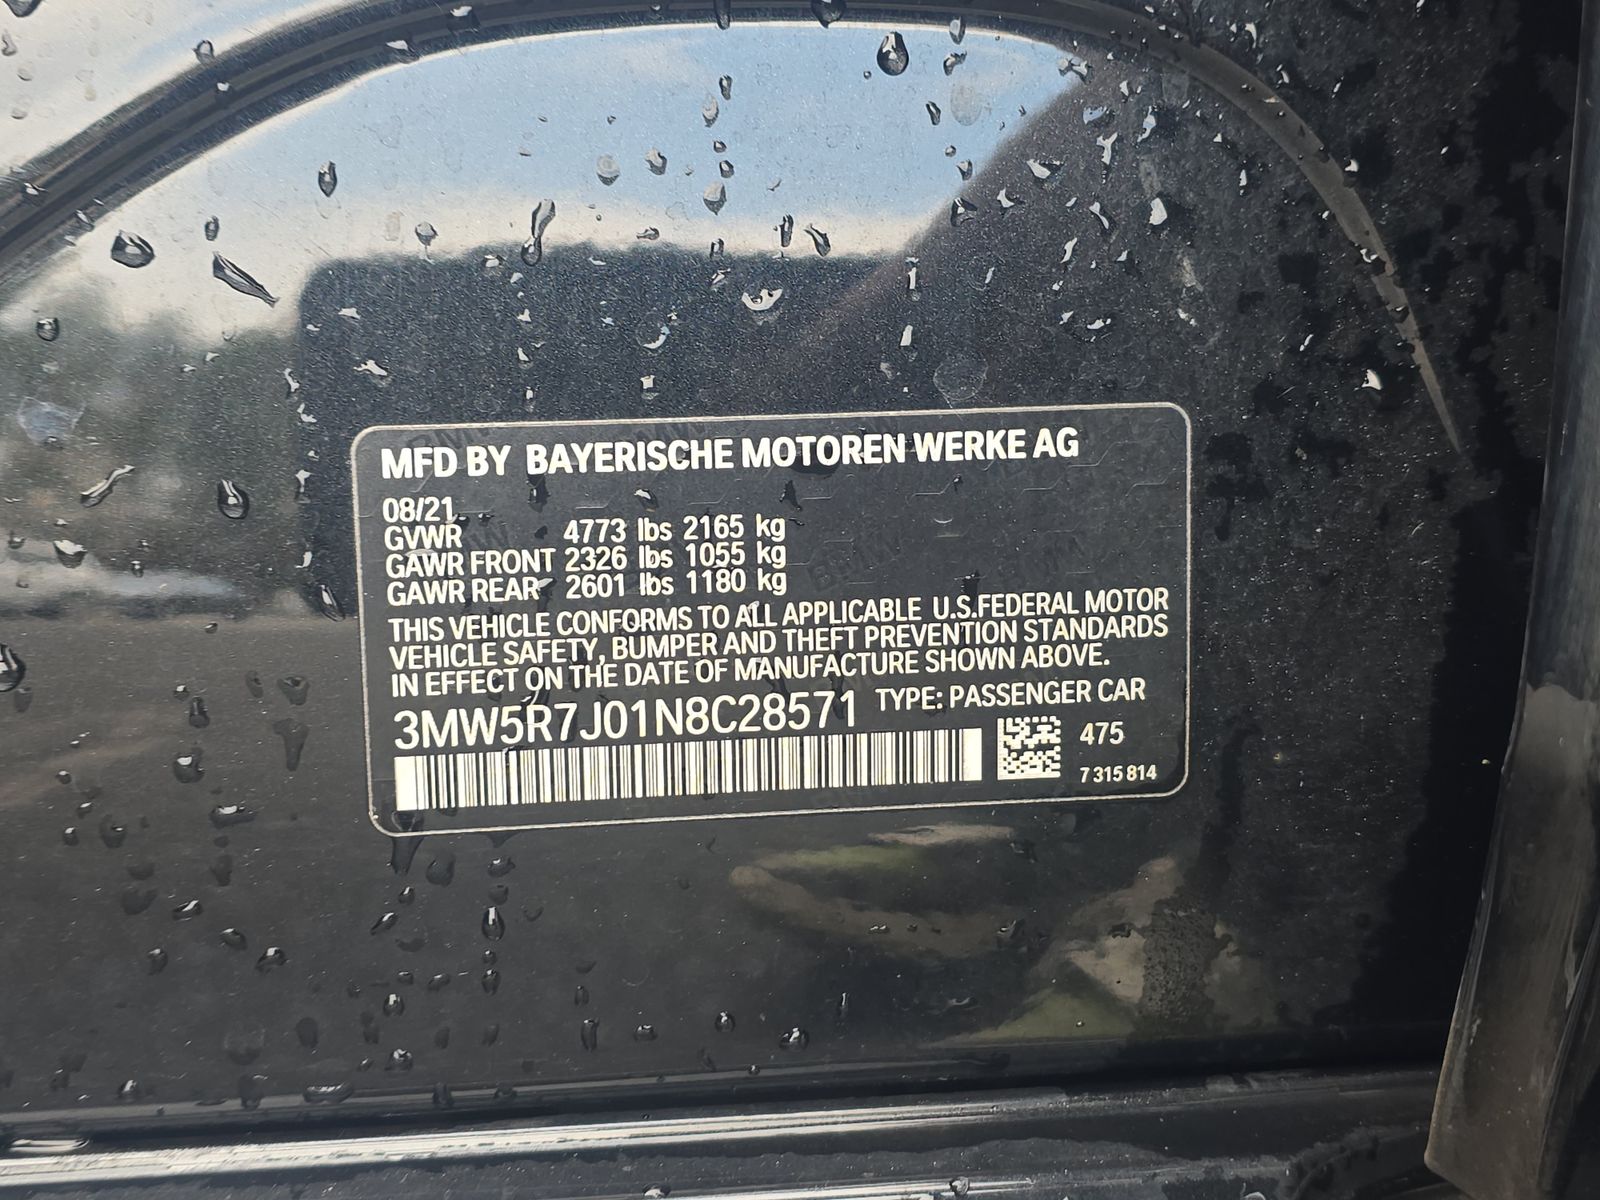 MFD BY BAYERISCHE MOTOREN WERKE AG
08/21
GVWR 4773 lbs 2165 kg
GAWR FRONT 2326 lbs 1055 kg
GAWR REAR 2601 lbs 1180 kg
THIS VEHICLE CONFORMS TO ALL APPLICABLE U.S.FEDERAL MOTOR
VEHICLE SAFETY, BUMPER AND THEFT PREVENTION STANDARDS
IN EFFECT ON THE DATE OF MANUFACTURE SHOWN ABOVE.
3MW5R7J01N8C28571 TYPE: PASSENGER CAR
475
7 315 814